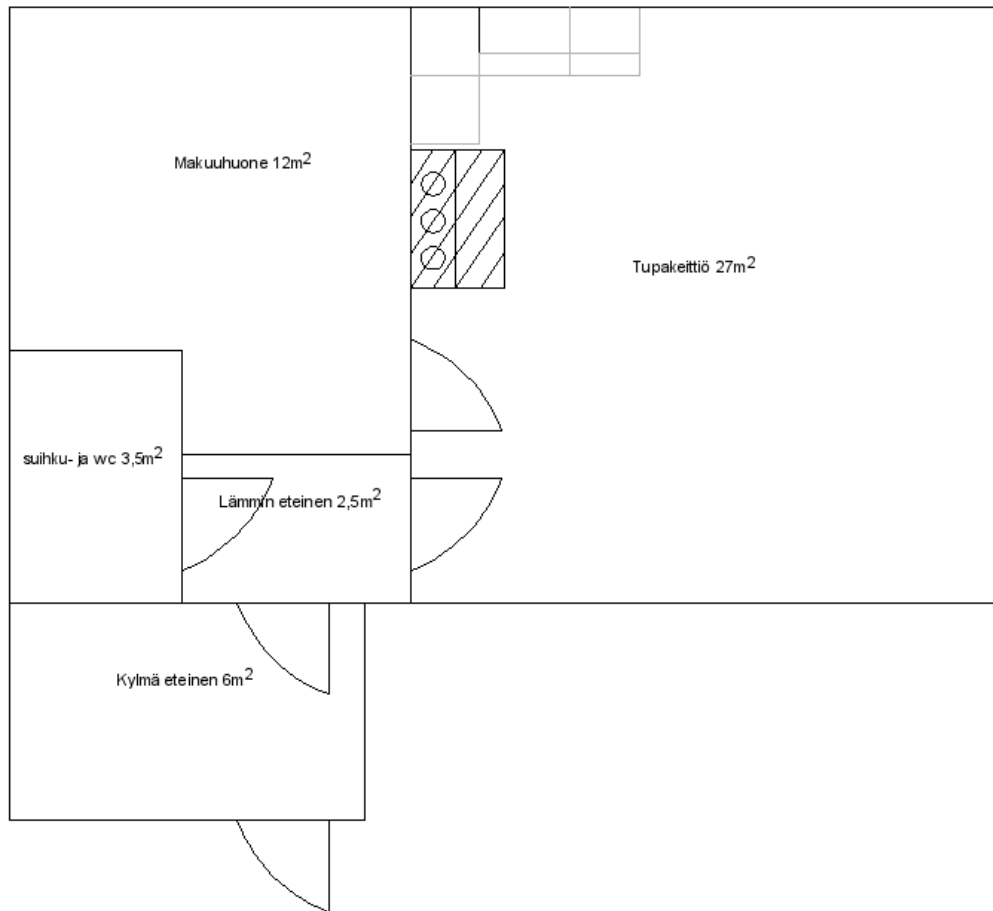 Makuuhuone 12m²
Tupakeittiö 27m²
suihku- ja wc 3,5m²
Lämmin eteinen 2,5m²
Kylmä eteinen 6m²